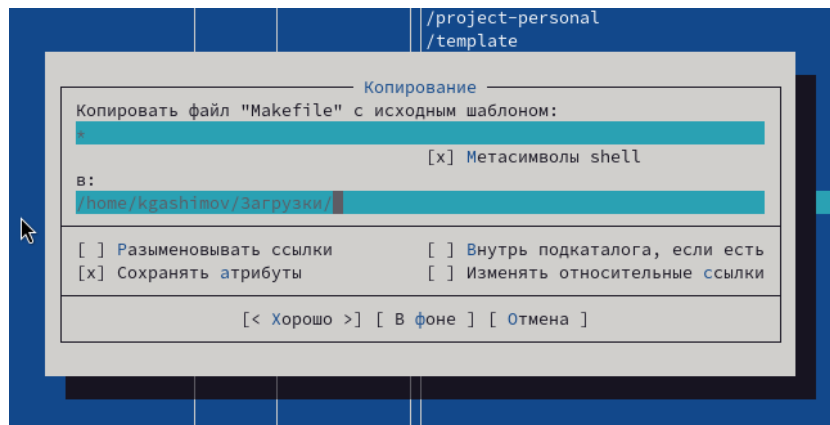 /project-personal
/template
Копирование
Копировать файл "Makefile" с исходным шаблоном:
*
[x] Метасимволы shell
в:
/home/kgashimov/Загрузки/
[ ] Разыменовывать ссылки [ ] Внутрь подкаталога, если есть
[x] Сохранять атрибуты [ ] Изменять относительные ссылки
[< Хорошо >] [ В фоне ] [ Отмена ]